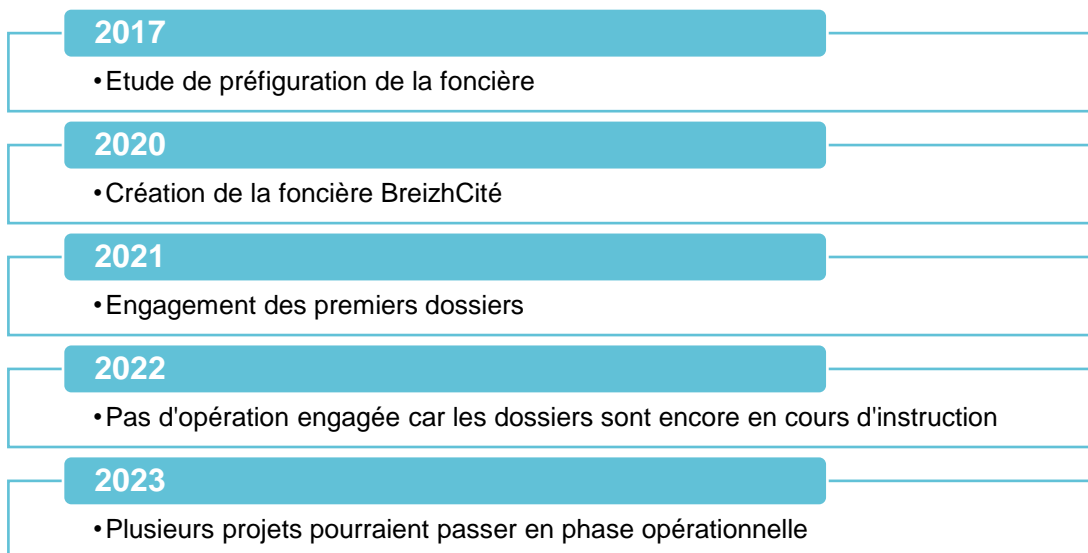 2017
•Etude de préfiguration de la foncière
2020
•Création de la foncière BreizhCité
2021
•Engagement des premiers dossiers
2022
•Pas d'opération engagée car les dossiers sont encore en cours d'instruction
2023
•Plusieurs projets pourraient passer en phase opérationnelle